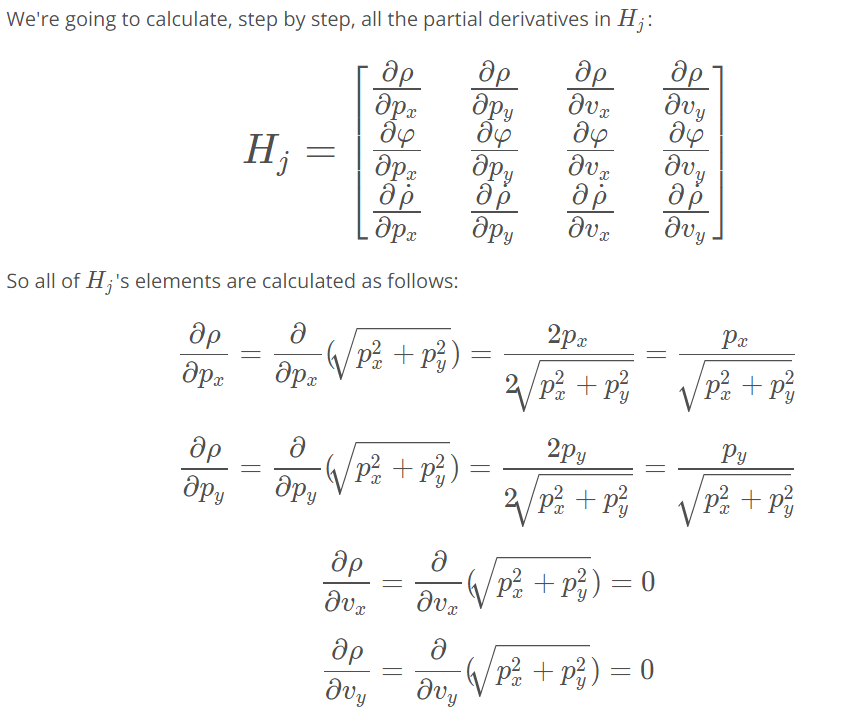 We're going to calculate, step by step, all the partial derivatives in $H_j$:
$H_j = \begin{bmatrix} \frac{\partial \rho}{\partial p_x} & \frac{\partial \rho}{\partial p_y} & \frac{\partial \rho}{\partial v_x} & \frac{\partial \rho}{\partial v_y} \\ \frac{\partial \varphi}{\partial p_x} & \frac{\partial \varphi}{\partial p_y} & \frac{\partial \varphi}{\partial v_x} & \frac{\partial \varphi}{\partial v_y} \\ \frac{\partial \dot{\rho}}{\partial p_x} & \frac{\partial \dot{\rho}}{\partial p_y} & \frac{\partial \dot{\rho}}{\partial v_x} & \frac{\partial \dot{\rho}}{\partial v_y} \end{bmatrix}$
So all of $H_j$'s elements are calculated as follows:
$\frac{\partial \rho}{\partial p_x} = \frac{\partial}{\partial p_x}(\sqrt{p_x^2 + p_y^2}) = \frac{2p_x}{2\sqrt{p_x^2 + p_y^2}} = \frac{p_x}{\sqrt{p_x^2 + p_y^2}}$
$\frac{\partial \rho}{\partial p_y} = \frac{\partial}{\partial p_y}(\sqrt{p_x^2 + p_y^2}) = \frac{2p_y}{2\sqrt{p_x^2 + p_y^2}} = \frac{p_y}{\sqrt{p_x^2 + p_y^2}}$
$\frac{\partial \rho}{\partial v_x} = \frac{\partial}{\partial v_x}(\sqrt{p_x^2 + p_y^2}) = 0$
$\frac{\partial \rho}{\partial v_y} = \frac{\partial}{\partial v_y}(\sqrt{p_x^2 + p_y^2}) = 0$